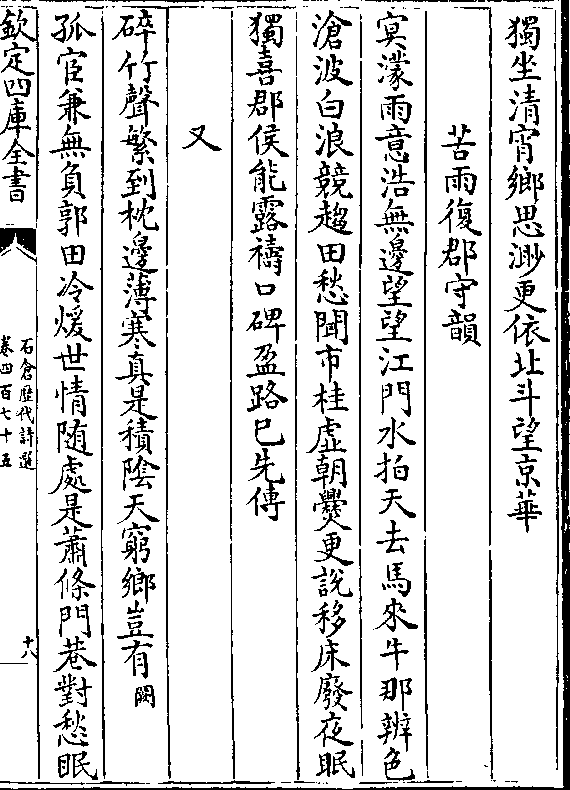 獨坐清宵鄉思渺更依北斗望京華
苦雨復郡守韻
寞濛雨意浩無邊望望江門水拍天去馬來牛那辨色
滄波白浪競趨田愁聞市桂虛朝爨更說移床廢夜眠
獨喜郡侯能露禱口碑盈路已先傳
又
碎竹聲繁到枕邊薄寒真是積陰天窮鄉豈有闕
孤宦兼無負郭田冷煖世情随處是蕭條門巷對愁眠
欽定四庫全書
石倉歷代詩選
卷四百七十五
十八